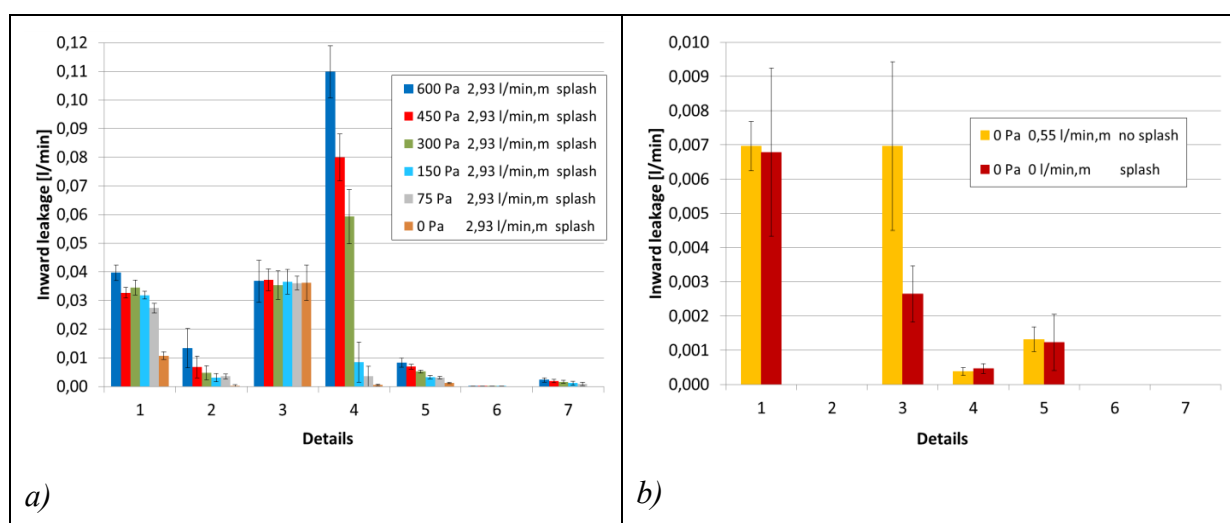 Inward leakage [l/min]
0,12
0,11
0,10
0,09
0,08
0,07
0,06
0,05
0,04
0,03
0,02
0,01
0,00
600 Pa 2,93 l/min,m splash
450 Pa 2,93 l/min,m splash
300 Pa 2,93 l/min,m splash
150 Pa 2,93 l/min,m splash
75 Pa 2,93 l/min,m splash
0 Pa 2,93 l/min,m splash
1 2 3 4 5 6 7
Details
a)
Inward leakage [l/min]
0,010
0,009
0,008
0,007
0,006
0,005
0,004
0,003
0,002
0,001
0,000
0 Pa 0,55 l/min,m no splash
0 Pa 0 l/min,m splash
1 2 3 4 5 6 7
Details
b)